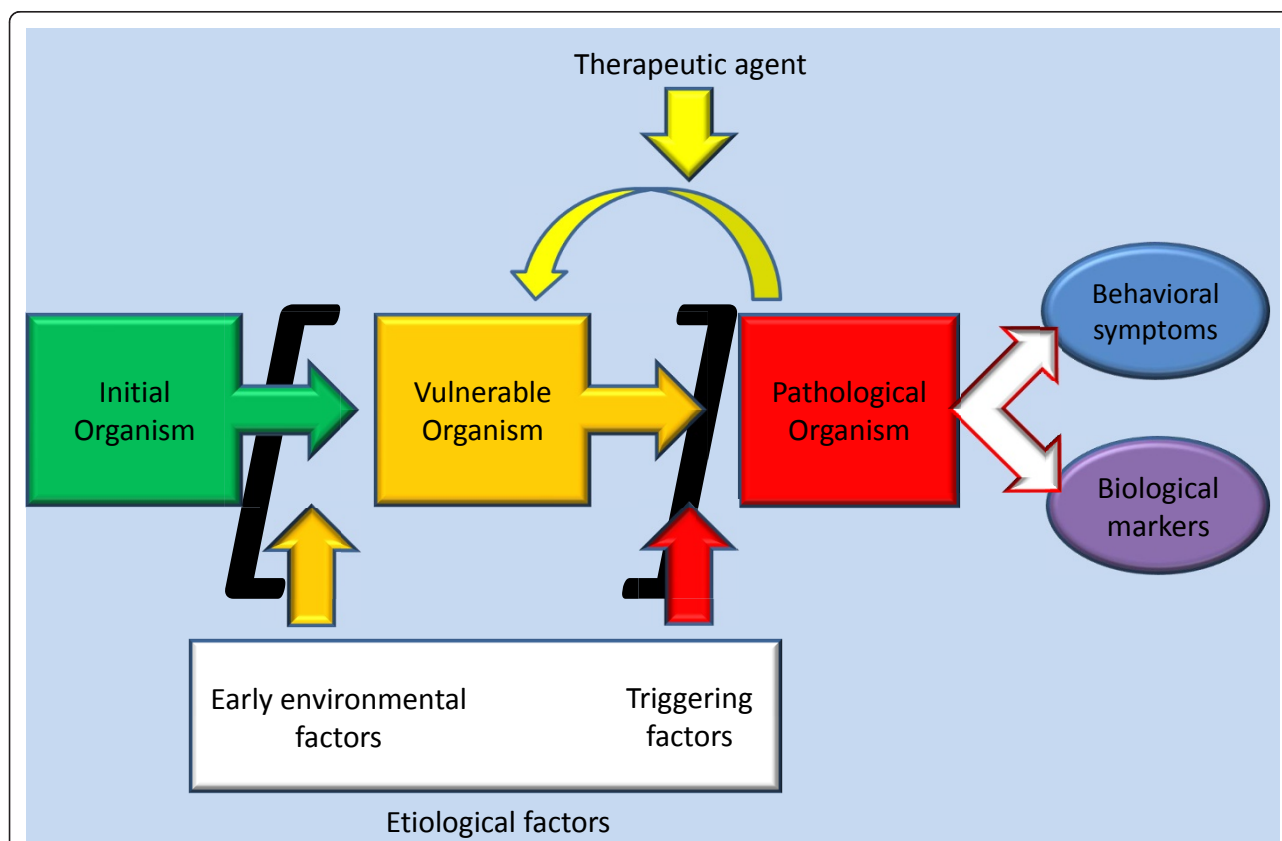 Therapeutic agent
Initial
Organism
Vulnerable
Organism
Pathological
Organism
Behavioral
symptoms
Biological
markers
Early environmental
factors
Triggering
factors
Etiological factors